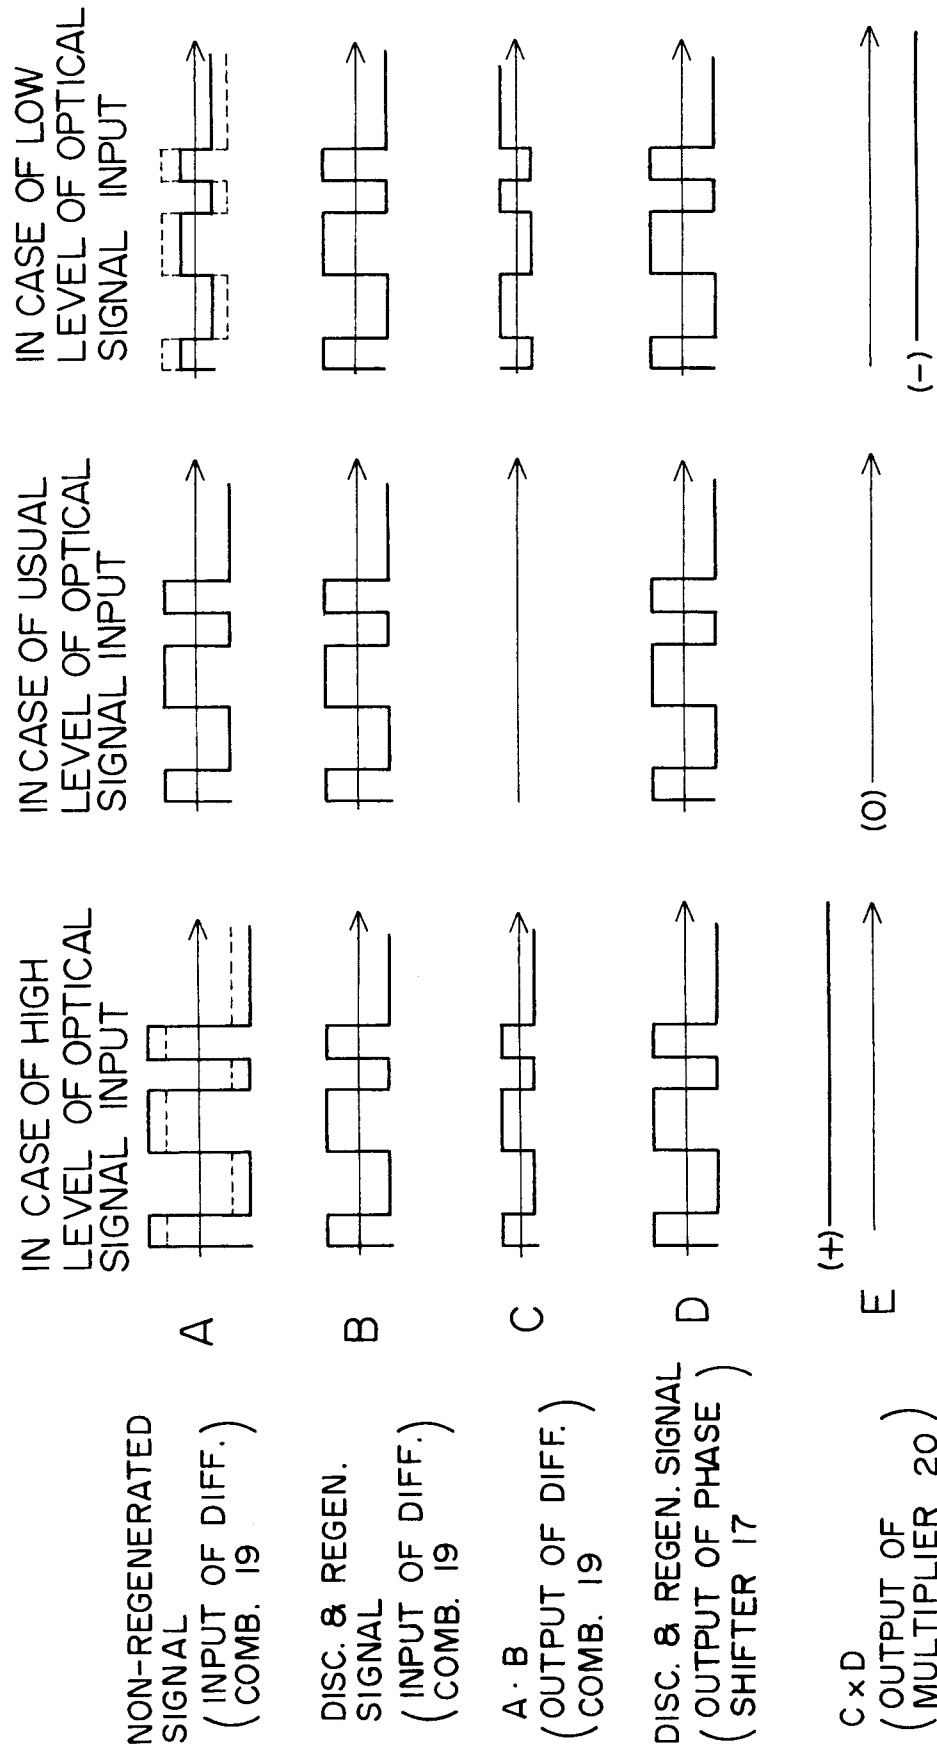 IN CASE OF HIGH
LEVEL OF OPTICAL
SIGNAL INPUT
IN CASE OF USUAL
LEVEL OF OPTICAL
SIGNAL INPUT
IN CASE OF LOW
LEVEL OF OPTICAL
SIGNAL INPUT
NON-REGENERATED
SIGNAL
(INPUT OF DIFF.)
(COMB. 19)
A
DISC. & REGEN.
SIGNAL
(INPUT OF DIFF.)
(COMB. 19)
B
A · B
(OUTPUT OF DIFF.)
(COMB. 19)
C
DISC. & REGEN. SIGNAL
(OUTPUT OF PHASE)
(SHIFTER 17)
D
C x D
(OUTPUT OF)
(MULTIPLIER 20)
E
(+)
(0)
(-)